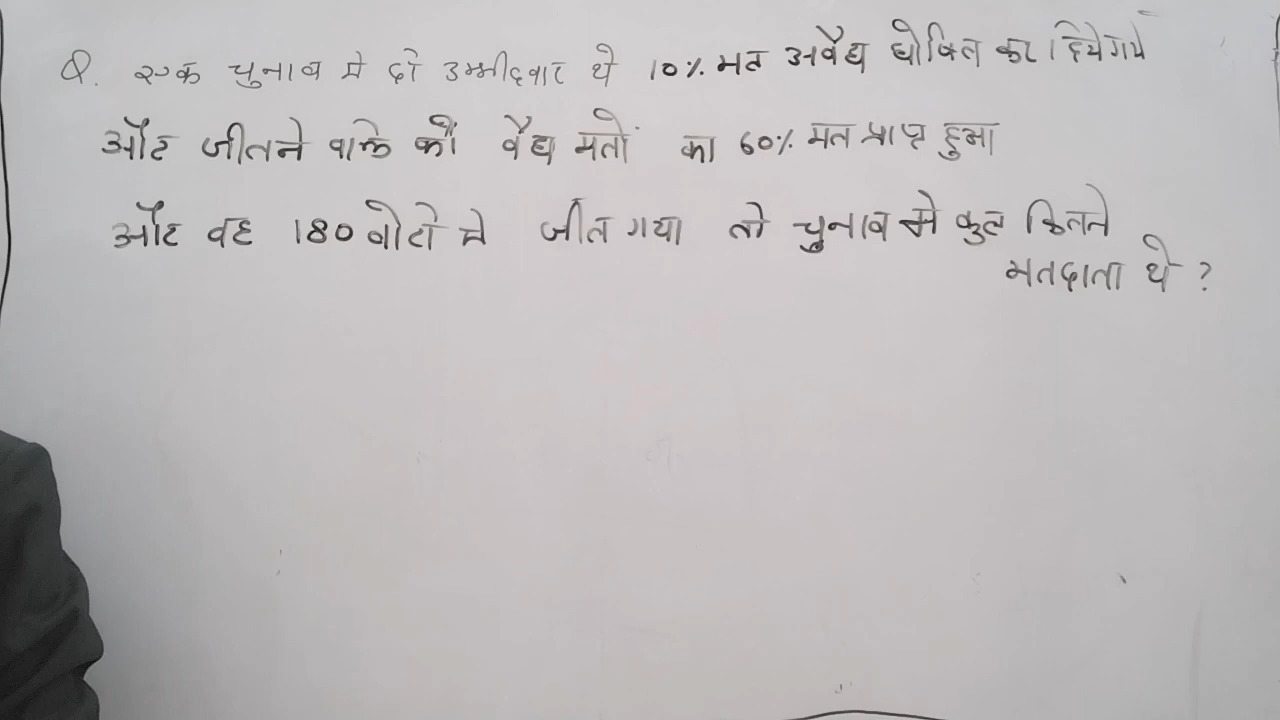 Q. एक चुनाव मे दो उम्मीदवार थे 10% मत अवैध घोषित कर दिये गये
और जीतने वाले को वैध मतों का 60% मत प्राप्त हुआ
और वह 180 वोटो से जीत गया तो चुनाव मे कुल कितने
मतदाता थे ?